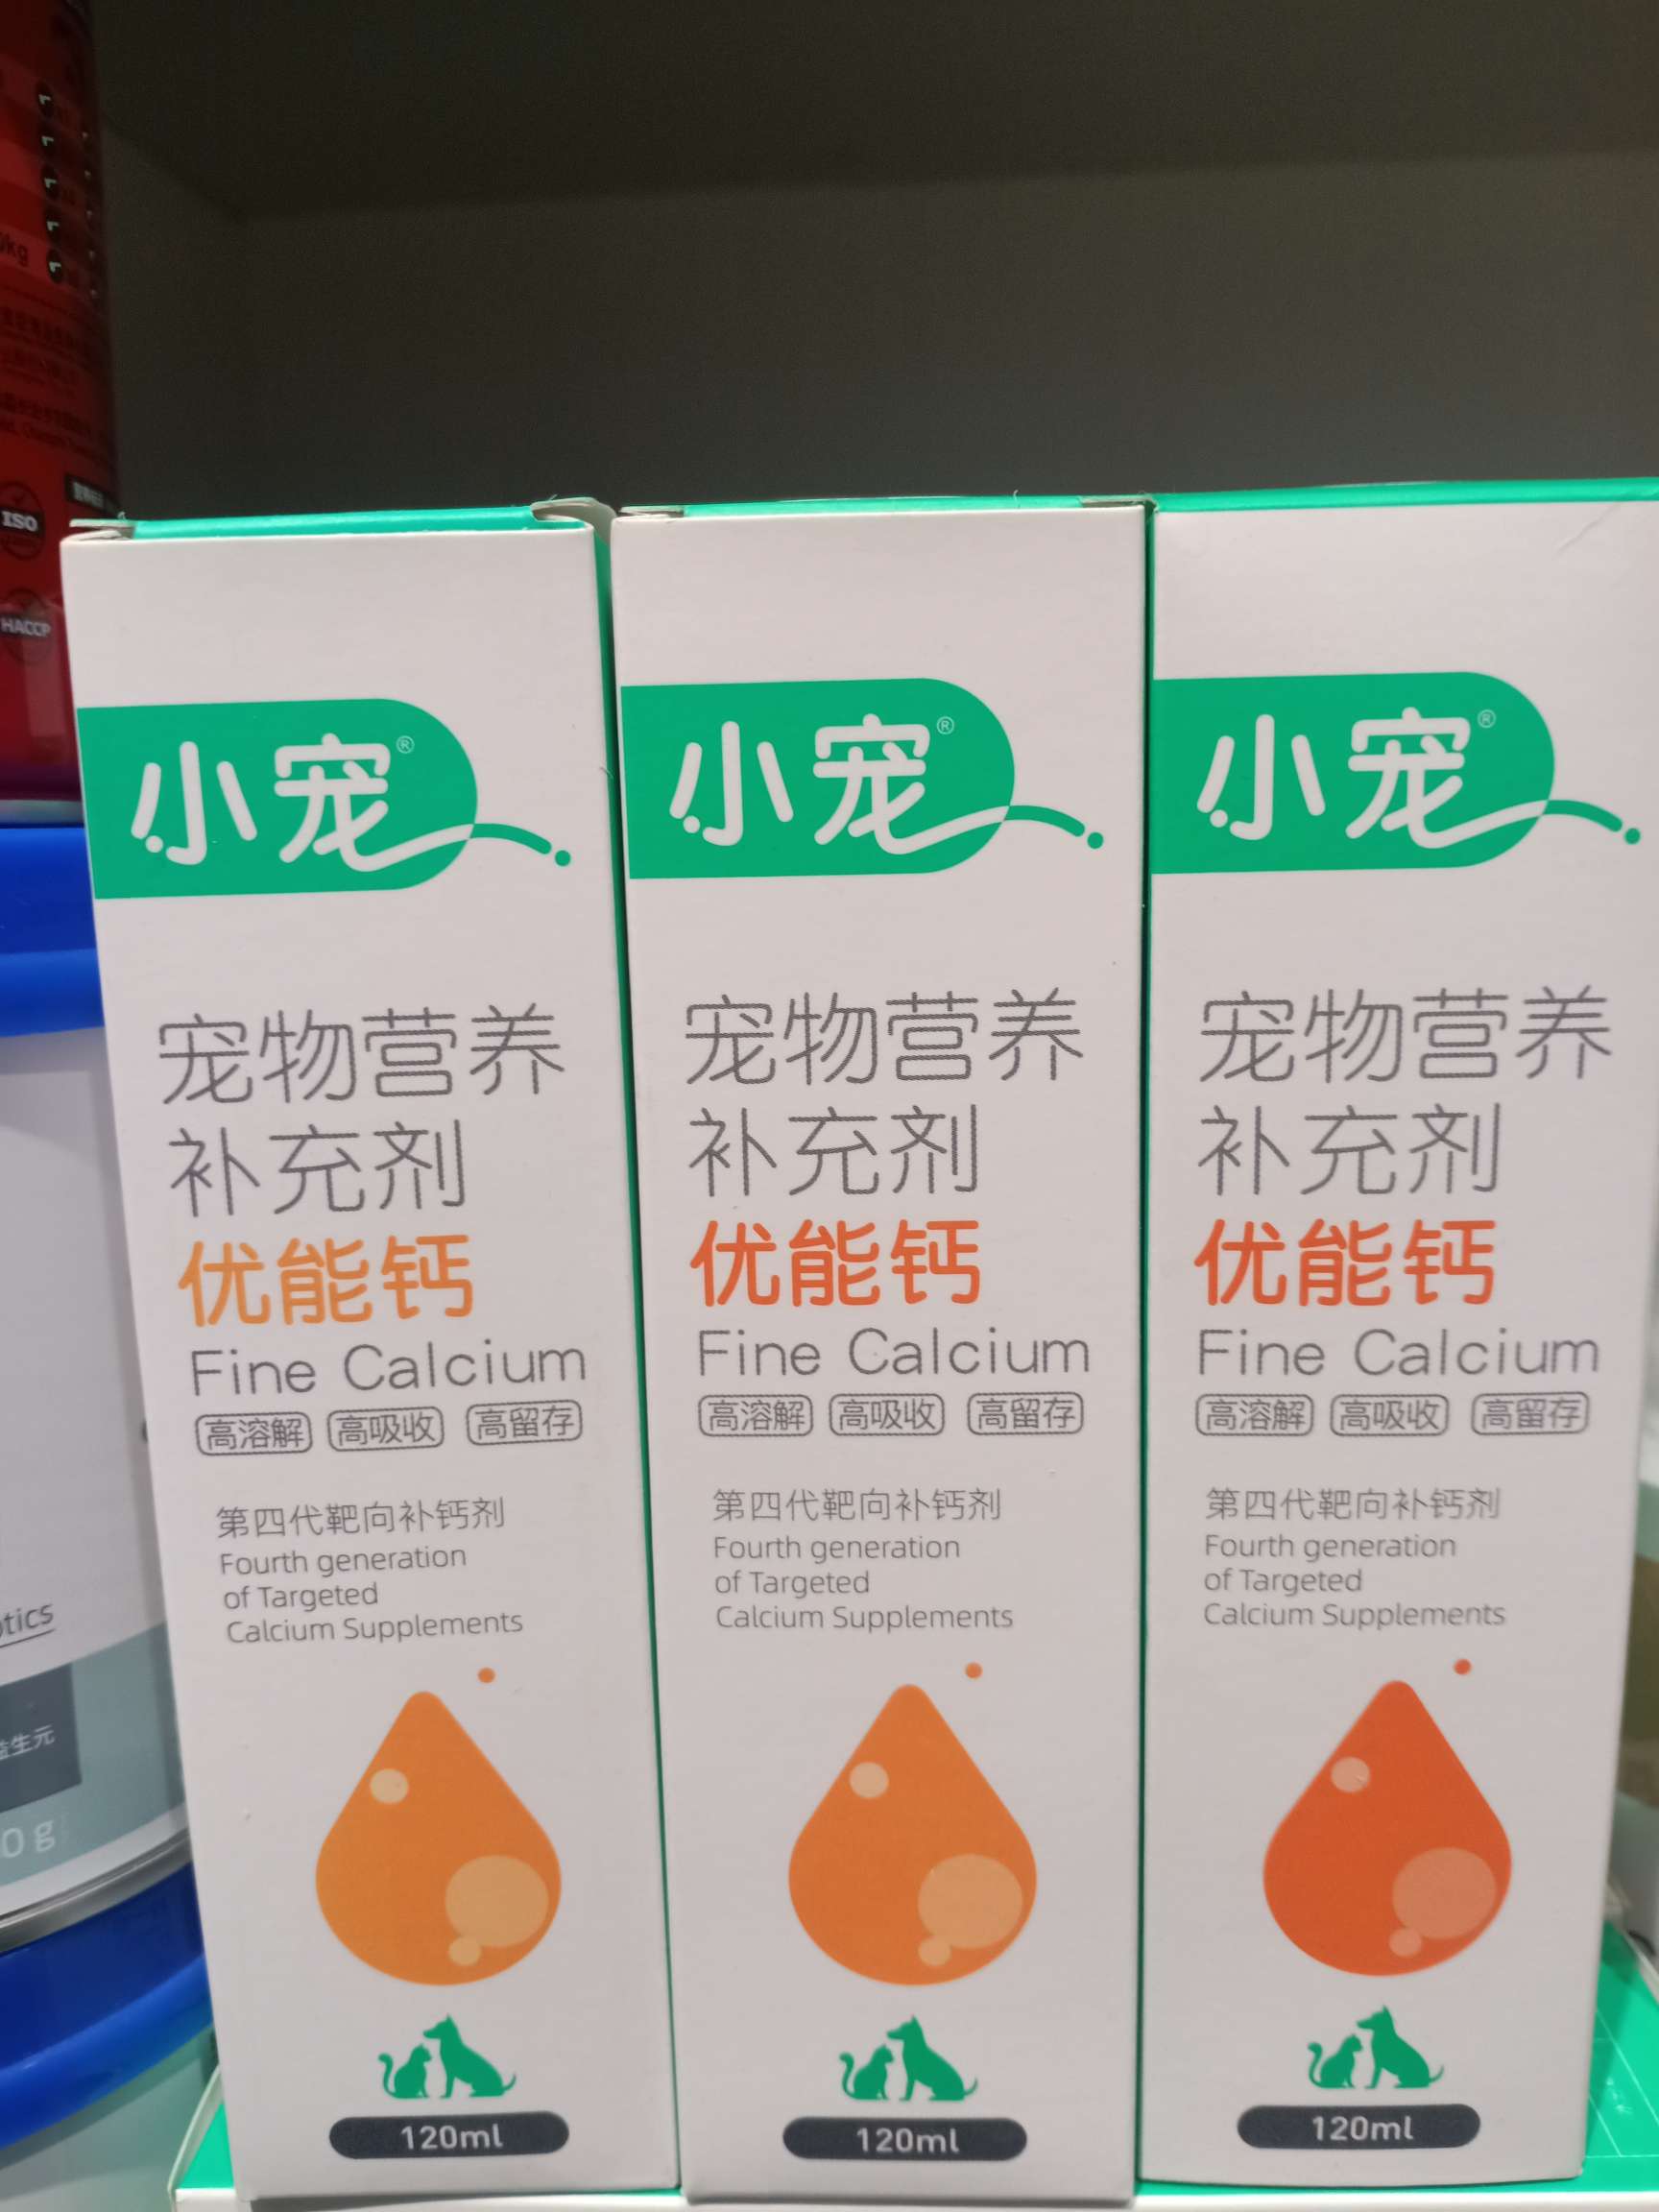 ISO
HACCP
小宠®
宠物营养
补充剂
优能钙
Fine Calcium
高溶解 高吸收 高留存
第四代靶向补钙剂
Fourth generation
of Targeted
Calcium Supplements
120ml
小宠®
宠物营养
补充剂
优能钙
Fine Calcium
高溶解 高吸收 高留存
第四代靶向补钙剂
Fourth generation
of Targeted
Calcium Supplements
120ml
小宠®
宠物营养
补充剂
优能钙
Fine Calcium
高溶解 高吸收 高留存
第四代靶向补钙剂
Fourth generation
of Targeted
Calcium Supplements
120ml